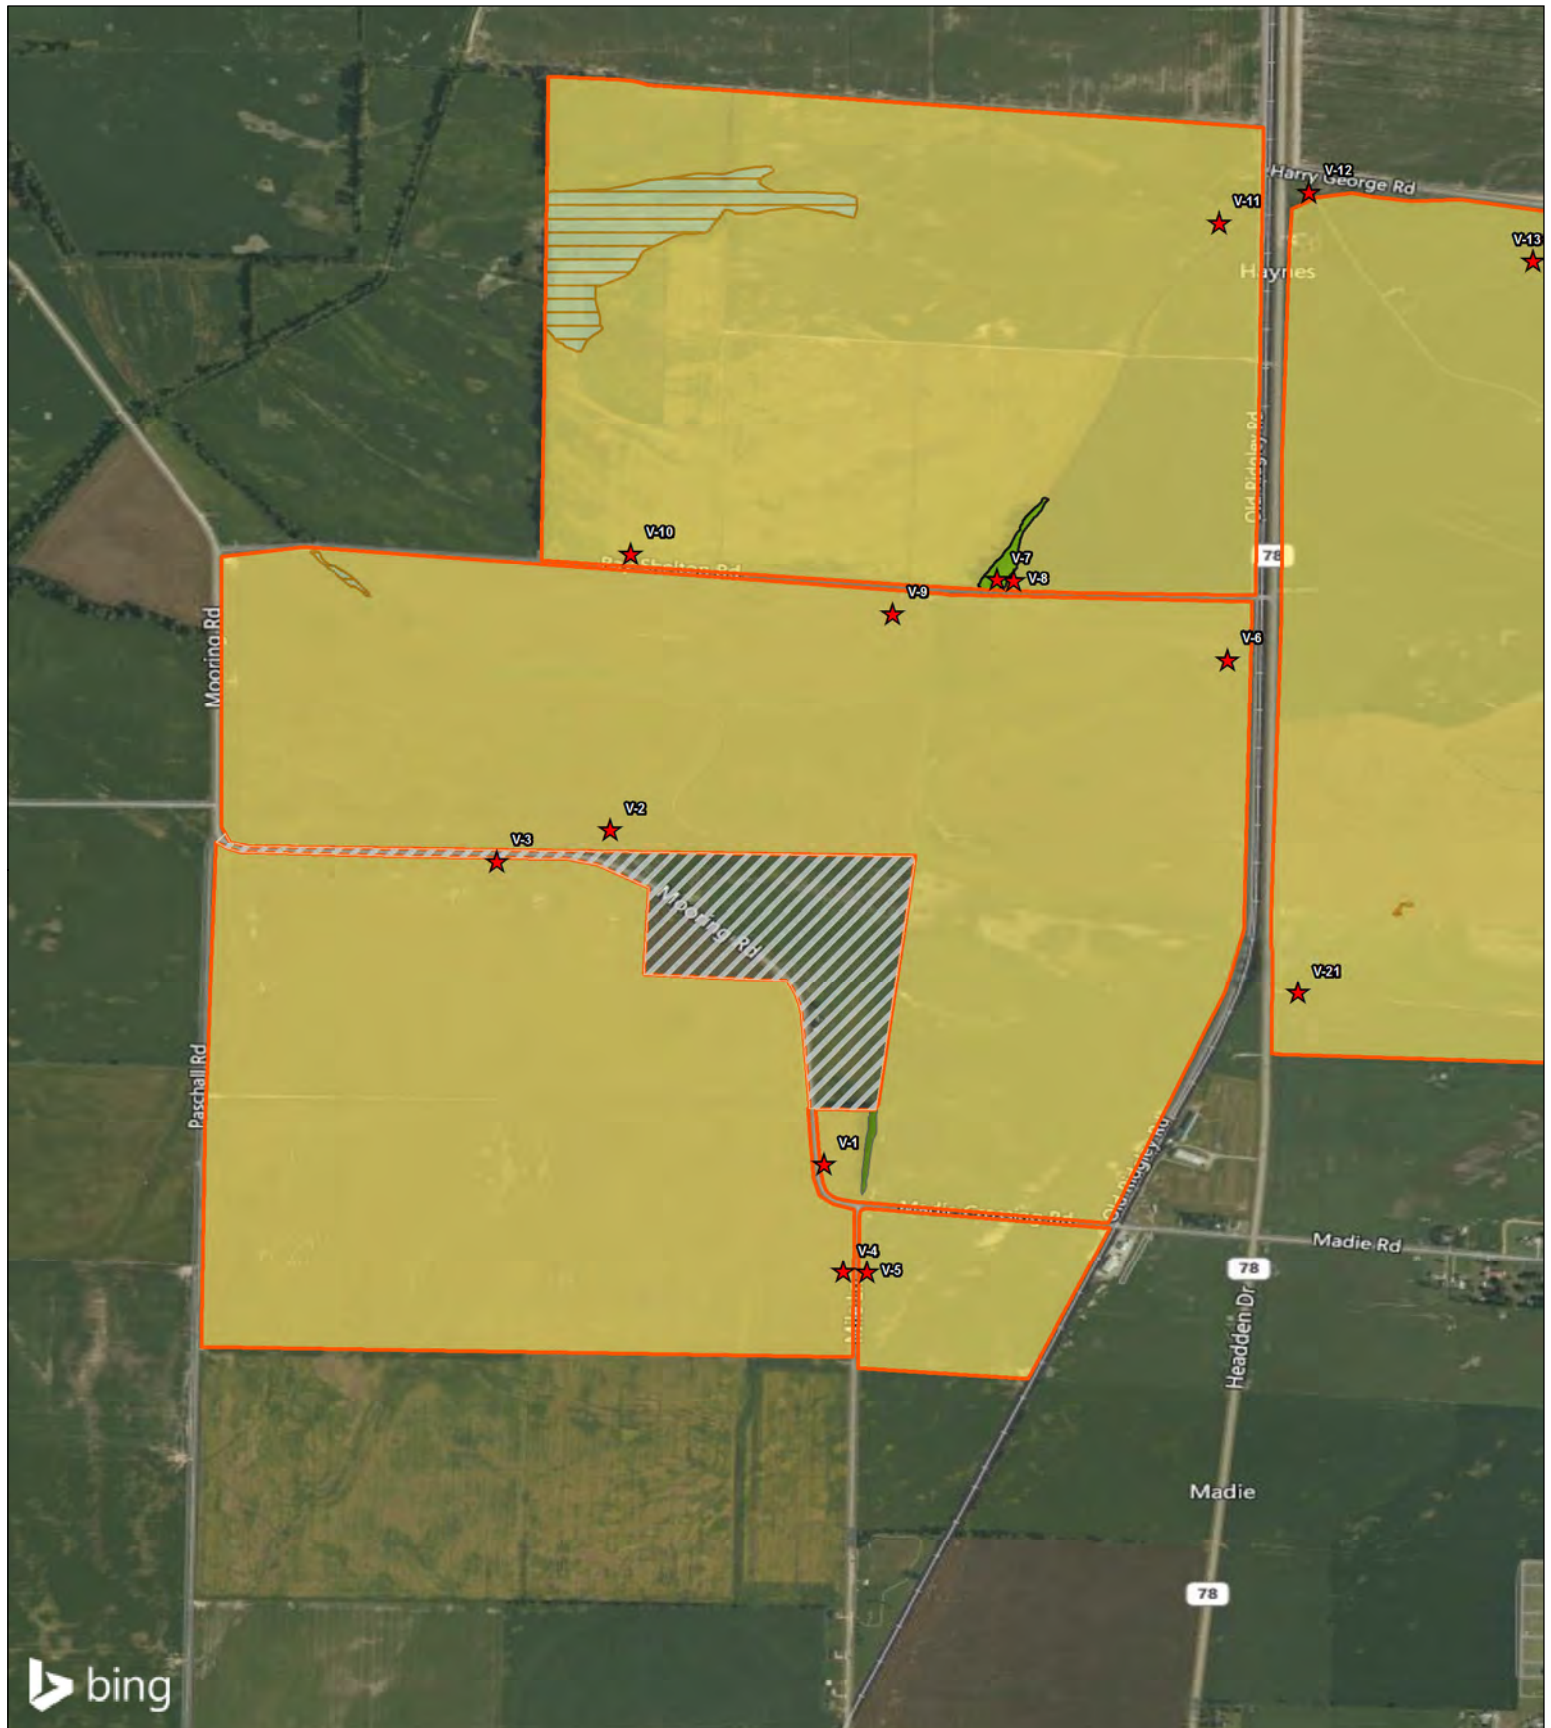 V-12
Harry George Rd
V-11
V-13
Haynes
Old Ridgley Rd
V-10
78
V-7
V-8
V-9
Mooring Rd
V-6
V-2
V-3
Mooring Rd
V-21
Paschall Rd
V-1
Madie Rd
V-4
V-5
78
Headden Dr
Madie
78
bing